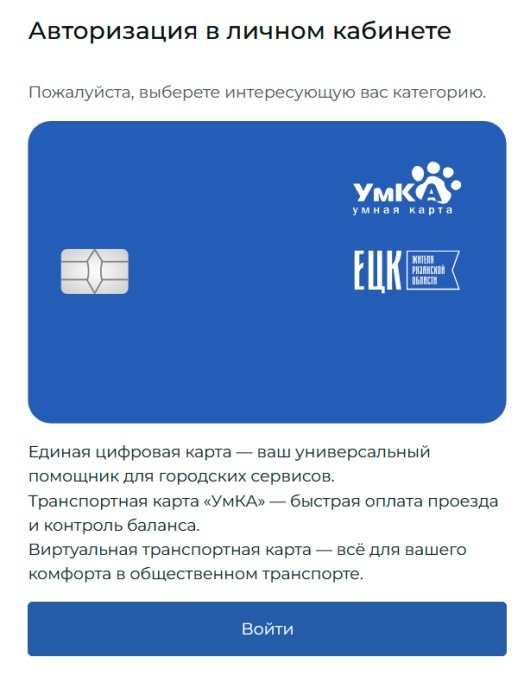 Авторизация в личном кабинете
Пожалуйста, выберете интересующую вас категорию.
УмКА
умная карта
ЕЦК
ЖИТЕЛЯ
РЯЗАНСКОЙ
ОБЛАСТИ
Единая цифровая карта — ваш универсальный
помощник для городских сервисов.
Транспортная карта «УмКА» — быстрая оплата проезда
и контроль баланса.
Виртуальная транспортная карта — всё для вашего
комфорта в общественном транспорте.
Войти